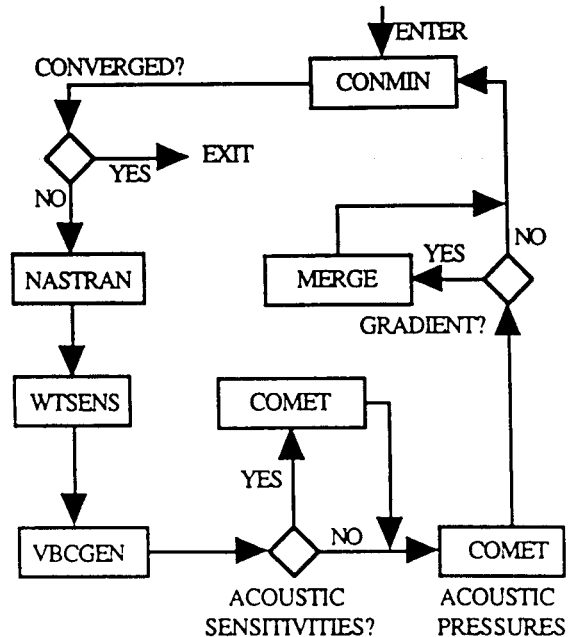 ENTER
CONVERGED?
CONMIN
YES
EXIT
NO
NO
YES
NASTRAN
MERGE
GRADIENT?
WTSENS
COMET
YES
NO
VBCGEN
COMET
ACOUSTIC
SENSITIVITIES?
ACOUSTIC
PRESSURES